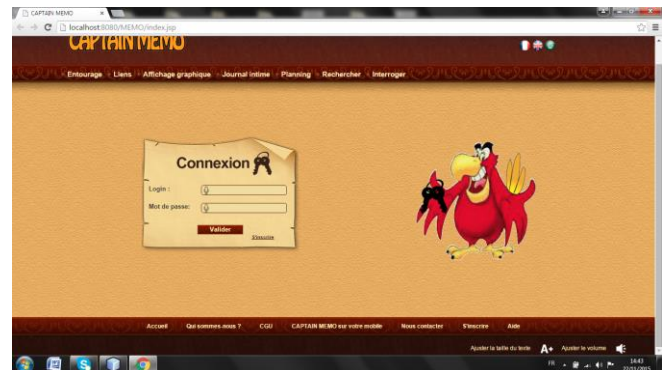 CAPTAIN MEMO
localhost:8080/MEMO/index.jsp
CAPTAIN MEMO
Entourage Liens Affichage graphique Journal intime Planning Rechercher Interroger
Connexion
Login :
Mot de passe:
Valider
S'inscrire
Accueil Qui sommes-nous ? CGU CAPTAIN MEMO sur votre mobile Nous contacter S'inscrire Aide
Ajuster la taille du texte A+ Ajuster le volume
FR 14:43